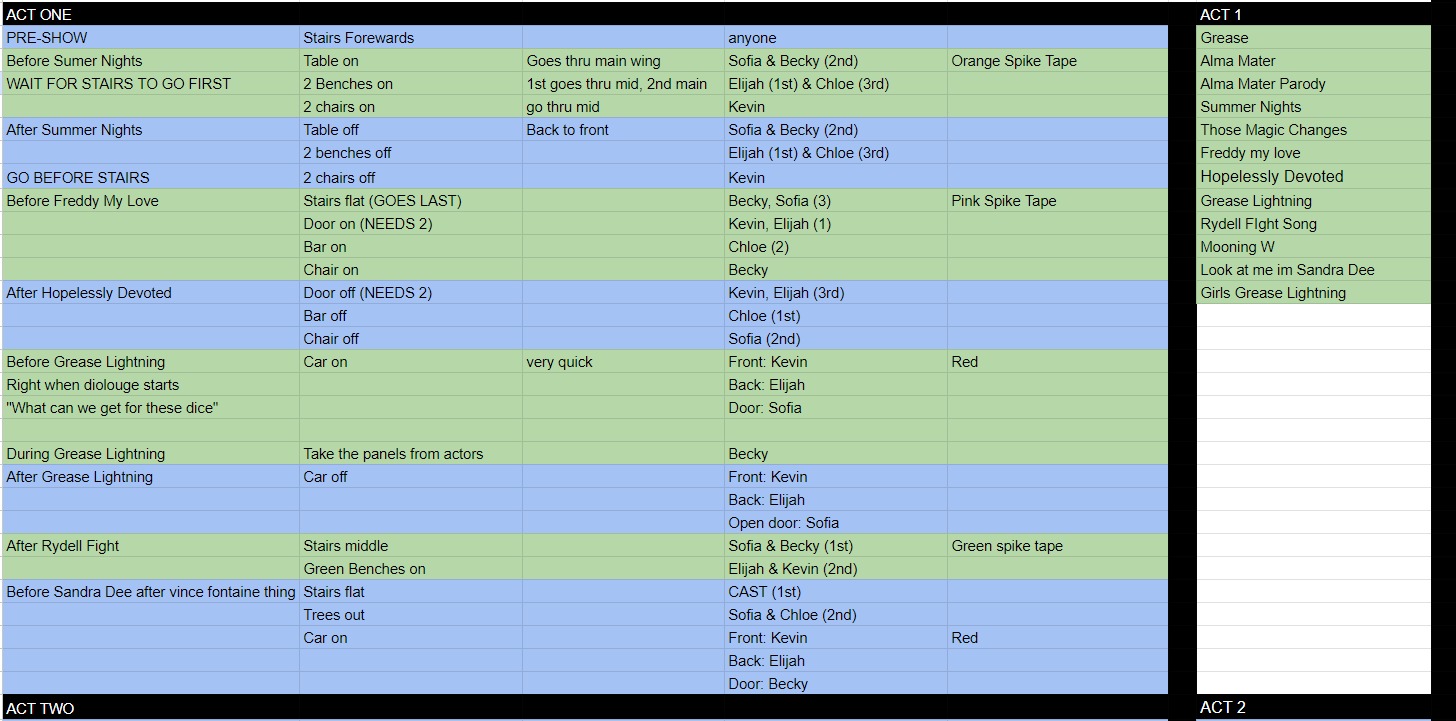 ACT ONE ACT 1
PRE-SHOW Stairs Forewards anyone Grease
Before Sumer Nights Table on Goes thru main wing Sofia & Becky (2nd) Orange Spike Tape Alma Mater
WAIT FOR STAIRS TO GO FIRST 2 Benches on 1st goes thru mid, 2nd main Elijah (1st) & Chloe (3rd) Alma Mater Parody
2 chairs on go thru mid Kevin Summer Nights
After Summer Nights Table off Back to front Sofia & Becky (2nd) Those Magic Changes
2 benches off Elijah (1st) & Chloe (3rd) Freddy my love
GO BEFORE STAIRS 2 chairs off Kevin Hopelessly Devoted
Before Freddy My Love Stairs flat (GOES LAST) Becky, Sofia (3) Pink Spike Tape Grease Lightning
Door on (NEEDS 2) Kevin, Elijah (1) Rydell FIght Song
Bar on Chloe (2) Mooning W
Chair on Becky Look at me im Sandra Dee
After Hopelessly Devoted Door off (NEEDS 2) Kevin, Elijah (3rd) Girls Grease Lightning
Bar off Chloe (1st)
Chair off Sofia (2nd)
Before Grease Lightning Car on very quick Front: Kevin Red
Right when diolouge starts Back: Elijah
"What can we get for these dice" Door: Sofia
During Grease Lightning Take the panels from actors Becky
After Grease Lightning Car off Front: Kevin
Back: Elijah
Open door: Sofia
After Rydell Fight Stairs middle Sofia & Becky (1st) Green spike tape
Green Benches on Elijah & Kevin (2nd)
Before Sandra Dee after vince fontaine thing Stairs flat CAST (1st)
Trees out Sofia & Chloe (2nd)
Car on Front: Kevin Red
Back: Elijah
Door: Becky
ACT TWO ACT 2